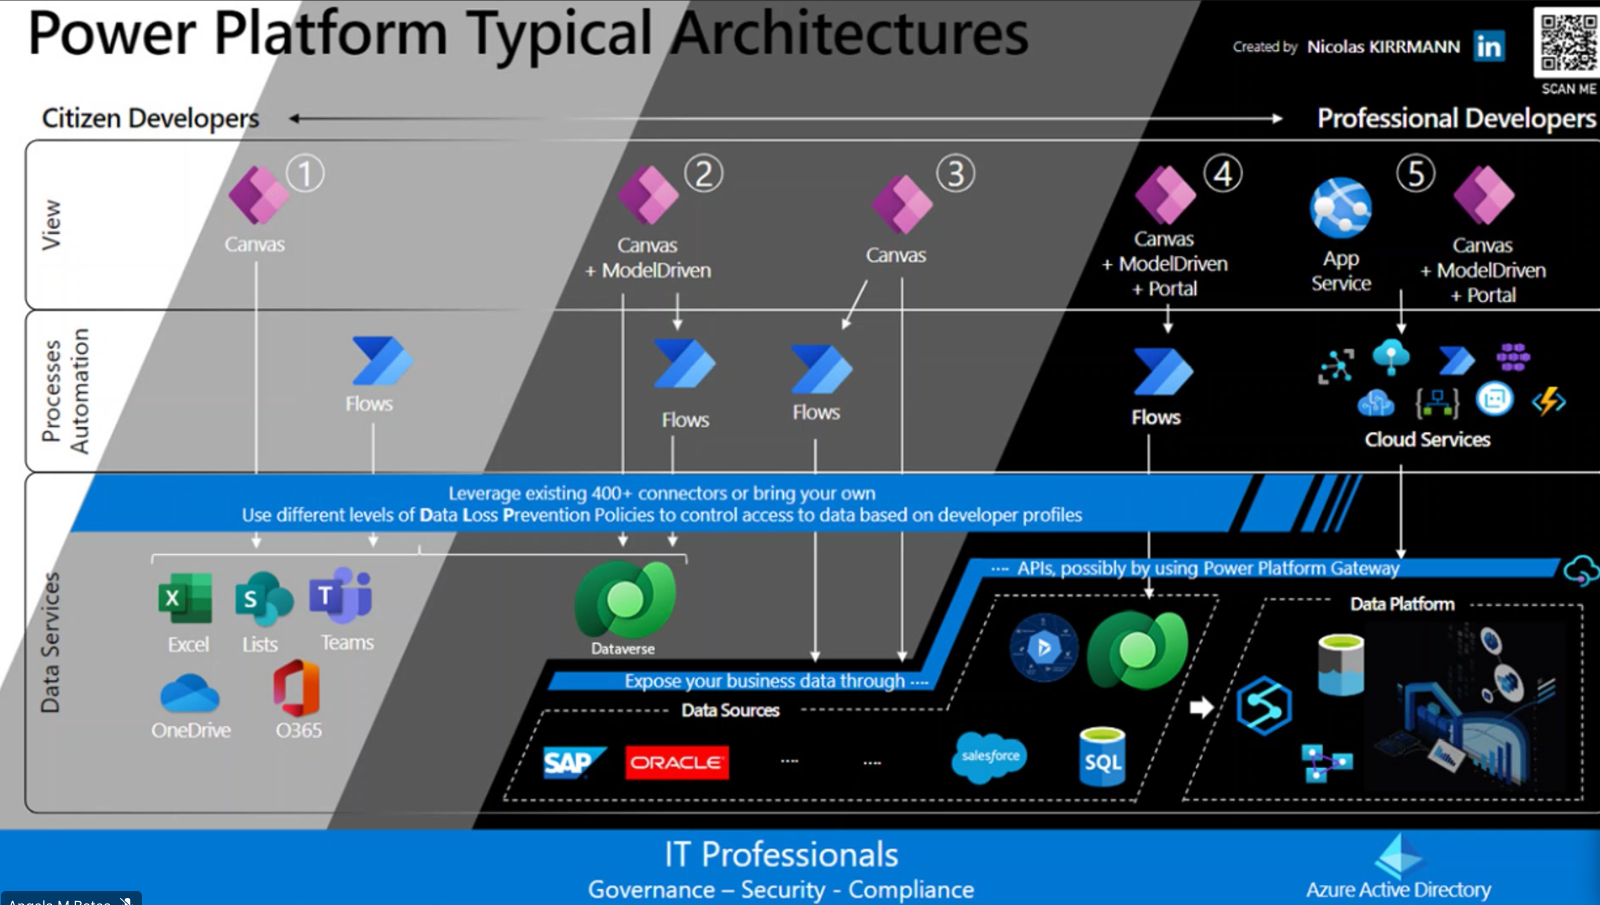 Power Platform Typical Architectures
Created by Nicolas KIRRMANN in
SCAN ME
Citizen Developers
Professional Developers
View
1
Canvas
2
Canvas
+ ModelDriven
3
Canvas
4
Canvas
+ ModelDriven
+ Portal
App
Service
5
Canvas
+ ModelDriven
+ Portal
Processes
Automation
Flows
Flows
Flows
Flows
Cloud Services
Leverage existing 400+ connectors or bring your own
Use different levels of Data Loss Prevention Policies to control access to data based on developer profiles
Data Services
X
Excel
S
Lists
T
Teams
OneDrive
O365
Dataverse
.... APIs, possibly by using Power Platform Gateway
Expose your business data through ....
Data Sources
SAP
ORACLE
....
....
salesforce
SQL
Data Platform
IT Professionals
Governance – Security - Compliance
Azure Active Directory